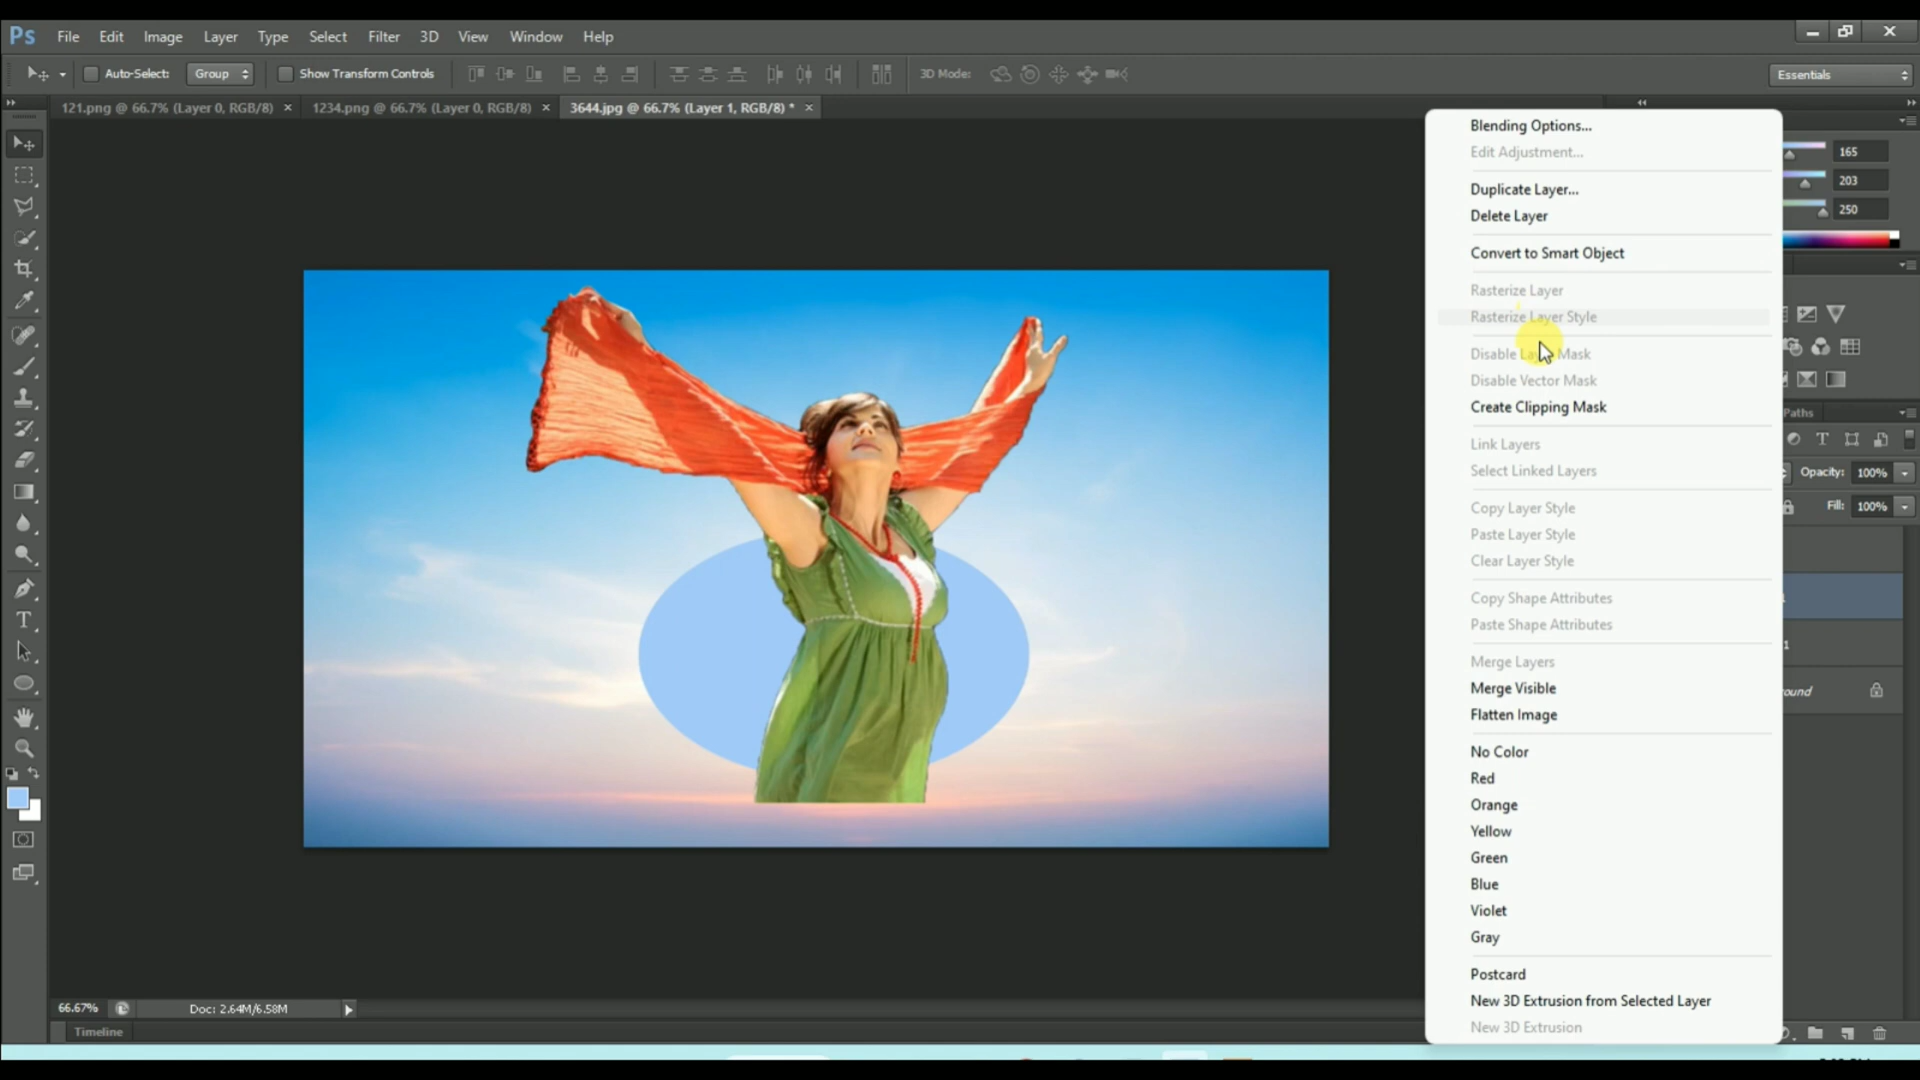 Ps File Edit Image Layer Type Select Filter 3D View Window Help
Auto-Select: Group Show Transform Controls 3D Mode: Essentials
121.png @ 66.7% (Layer 0, RGB/8) × 1234.png @ 66.7% (Layer 0, RGB/8) × 3644.jpg @ 66.7% (Layer 1, RGB/8) * ×
Blending Options...
Edit Adjustment...
Duplicate Layer...
Delete Layer
Convert to Smart Object
Rasterize Layer
Rasterize Layer Style
Disable Layer Mask
Disable Vector Mask
Create Clipping Mask
Link Layers
Select Linked Layers
Copy Layer Style
Paste Layer Style
Clear Layer Style
Copy Shape Attributes
Paste Shape Attributes
Merge Layers
Merge Visible
Flatten Image
No Color
Red
Orange
Yellow
Green
Blue
Violet
Gray
Postcard
New 3D Extrusion from Selected Layer
New 3D Extrusion
165
203
250
Paths
Opacity: 100%
Fill: 100%
1
ound
66.67% Doc: 2.64M/6.58M
Timeline